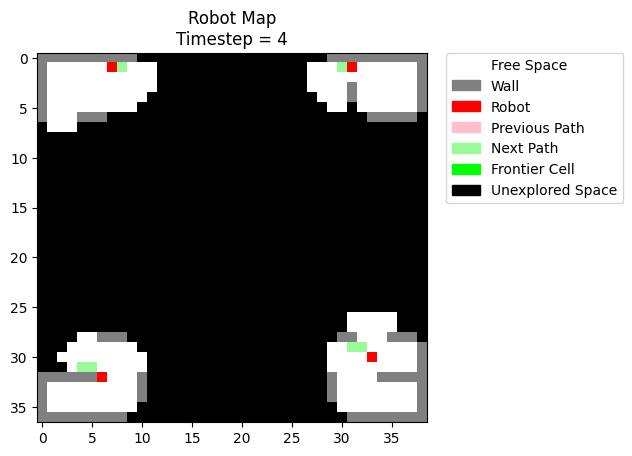 Robot Map
Timestep = 4
Free Space
Wall
Robot
Previous Path
Next Path
Frontier Cell
Unexplored Space
0
5
10
15
20
25
30
35
0
5
10
15
20
25
30
35